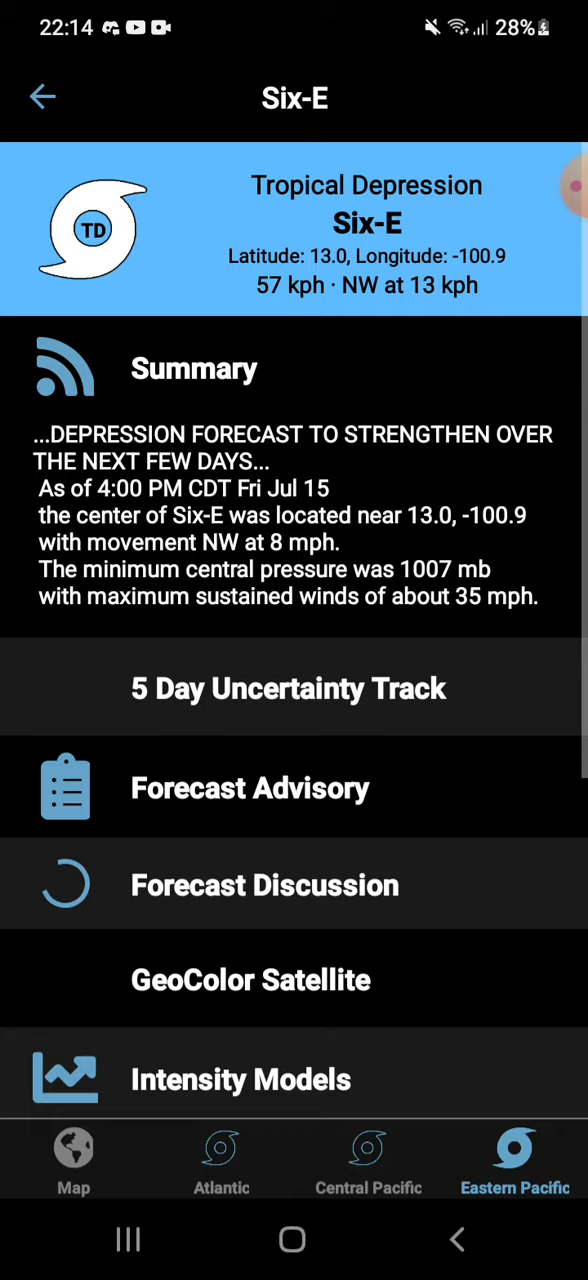 22:14
28%
Six-E
Tropical Depression
TD
Six-E
Latitude: 13.0, Longitude: -100.9
57 kph · NW at 13 kph
Summary
...DEPRESSION FORECAST TO STRENGTHEN OVER
THE NEXT FEW DAYS...
As of 4:00 PM CDT Fri Jul 15
the center of Six-E was located near 13.0, -100.9
with movement NW at 8 mph.
The minimum central pressure was 1007 mb
with maximum sustained winds of about 35 mph.
5 Day Uncertainty Track
Forecast Advisory
Forecast Discussion
GeoColor Satellite
Intensity Models
Map
Atlantic
Central Pacific
Eastern Pacific